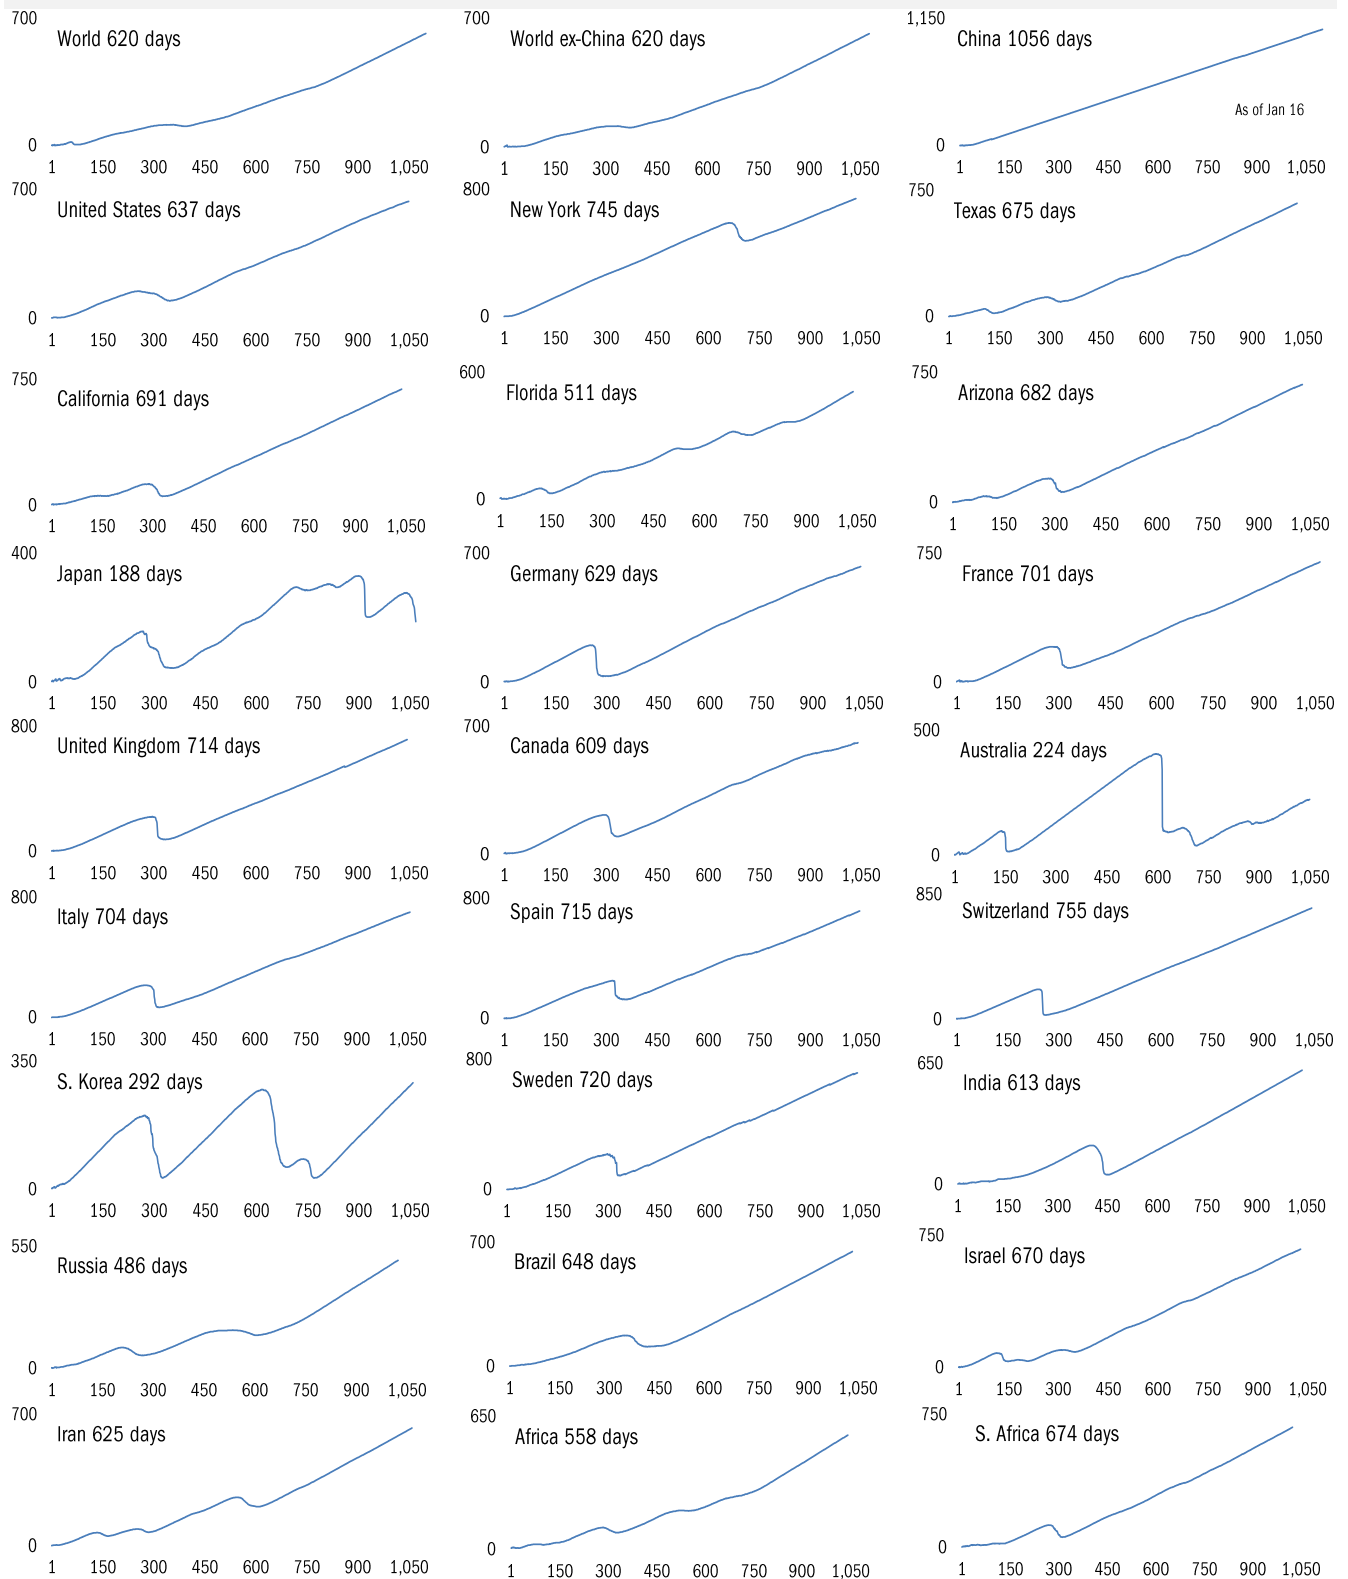 700
World 620 days
0
1 150 300 450 600 750 900 1,050
700
World ex-China 620 days
0
1 150 300 450 600 750 900 1,050
1,150
China 1056 days
As of Jan 16
0
1 150 300 450 600 750 900 1,050
700
United States 637 days
0
1 150 300 450 600 750 900 1,050
800
New York 745 days
0
1 150 300 450 600 750 900 1,050
750
Texas 675 days
0
1 150 300 450 600 750 900 1,050
750
California 691 days
0
1 150 300 450 600 750 900 1,050
600
Florida 511 days
0
1 150 300 450 600 750 900 1,050
750
Arizona 682 days
0
1 150 300 450 600 750 900 1,050
400
Japan 188 days
0
1 150 300 450 600 750 900 1,050
700
Germany 629 days
0
1 150 300 450 600 750 900 1,050
750
France 701 days
0
1 150 300 450 600 750 900 1,050
800
United Kingdom 714 days
0
1 150 300 450 600 750 900 1,050
700
Canada 609 days
0
1 150 300 450 600 750 900 1,050
500
Australia 224 days
0
1 150 300 450 600 750 900 1,050
800
Italy 704 days
0
1 150 300 450 600 750 900 1,050
800
Spain 715 days
0
1 150 300 450 600 750 900 1,050
850
Switzerland 755 days
0
1 150 300 450 600 750 900 1,050
350
S. Korea 292 days
0
1 150 300 450 600 750 900 1,050
800
Sweden 720 days
0
1 150 300 450 600 750 900 1,050
650
India 613 days
0
1 150 300 450 600 750 900 1,050
550
Russia 486 days
0
1 150 300 450 600 750 900 1,050
700
Brazil 648 days
0
1 150 300 450 600 750 900 1,050
750
Israel 670 days
0
1 150 300 450 600 750 900 1,050
700
Iran 625 days
0
1 150 300 450 600 750 900 1,050
650
Africa 558 days
0
1 150 300 450 600 750 900 1,050
750
S. Africa 674 days
0
1 150 300 450 600 750 900 1,050